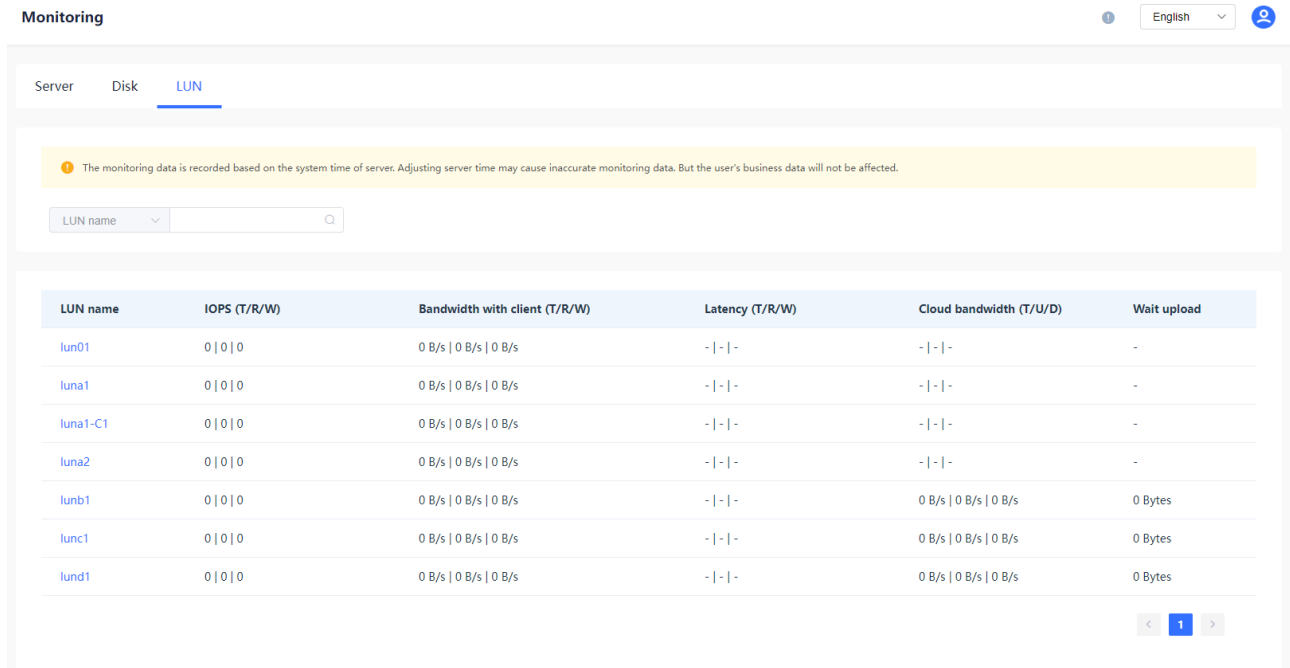 Monitoring
English
Server Disk LUN
The monitoring data is recorded based on the system time of server. Adjusting server time may cause inaccurate monitoring data. But the user's business data will not be affected.
LUN name
LUN name IOPS (T/R/W) Bandwidth with client (T/R/W) Latency (T/R/W) Cloud bandwidth (T/U/D) Wait upload
lun01 0 | 0 | 0 0 B/s | 0 B/s | 0 B/s - | - | - - | - | - -
luna1 0 | 0 | 0 0 B/s | 0 B/s | 0 B/s - | - | - - | - | - -
luna1-C1 0 | 0 | 0 0 B/s | 0 B/s | 0 B/s - | - | - - | - | - -
luna2 0 | 0 | 0 0 B/s | 0 B/s | 0 B/s - | - | - - | - | - -
lunb1 0 | 0 | 0 0 B/s | 0 B/s | 0 B/s - | - | - 0 B/s | 0 B/s | 0 B/s 0 Bytes
lunc1 0 | 0 | 0 0 B/s | 0 B/s | 0 B/s - | - | - 0 B/s | 0 B/s | 0 B/s 0 Bytes
lund1 0 | 0 | 0 0 B/s | 0 B/s | 0 B/s - | - | - 0 B/s | 0 B/s | 0 B/s 0 Bytes
< 1 >